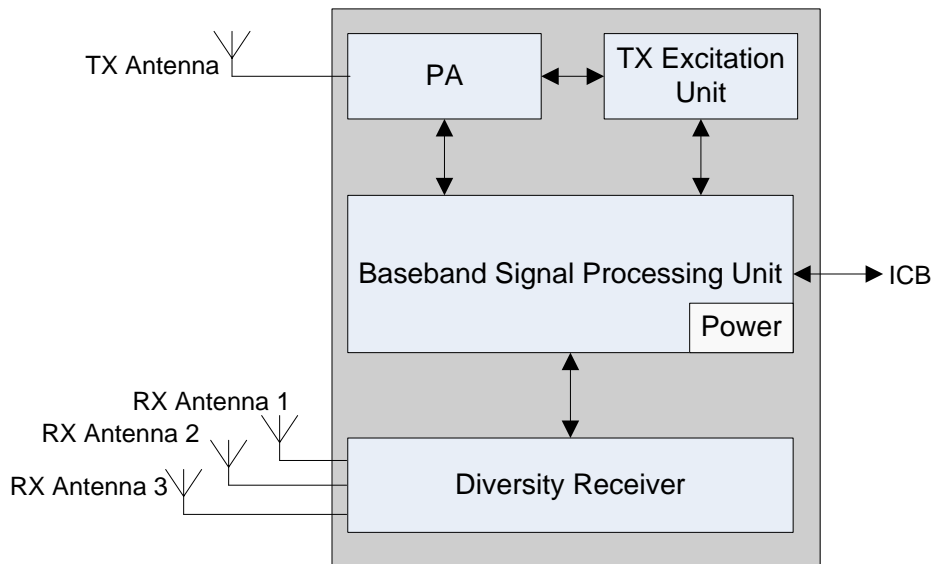 TX Antenna
PA
TX Excitation
Unit
Baseband Signal Processing Unit
ICB
Power
RX Antenna 1
RX Antenna 2
RX Antenna 3
Diversity Receiver